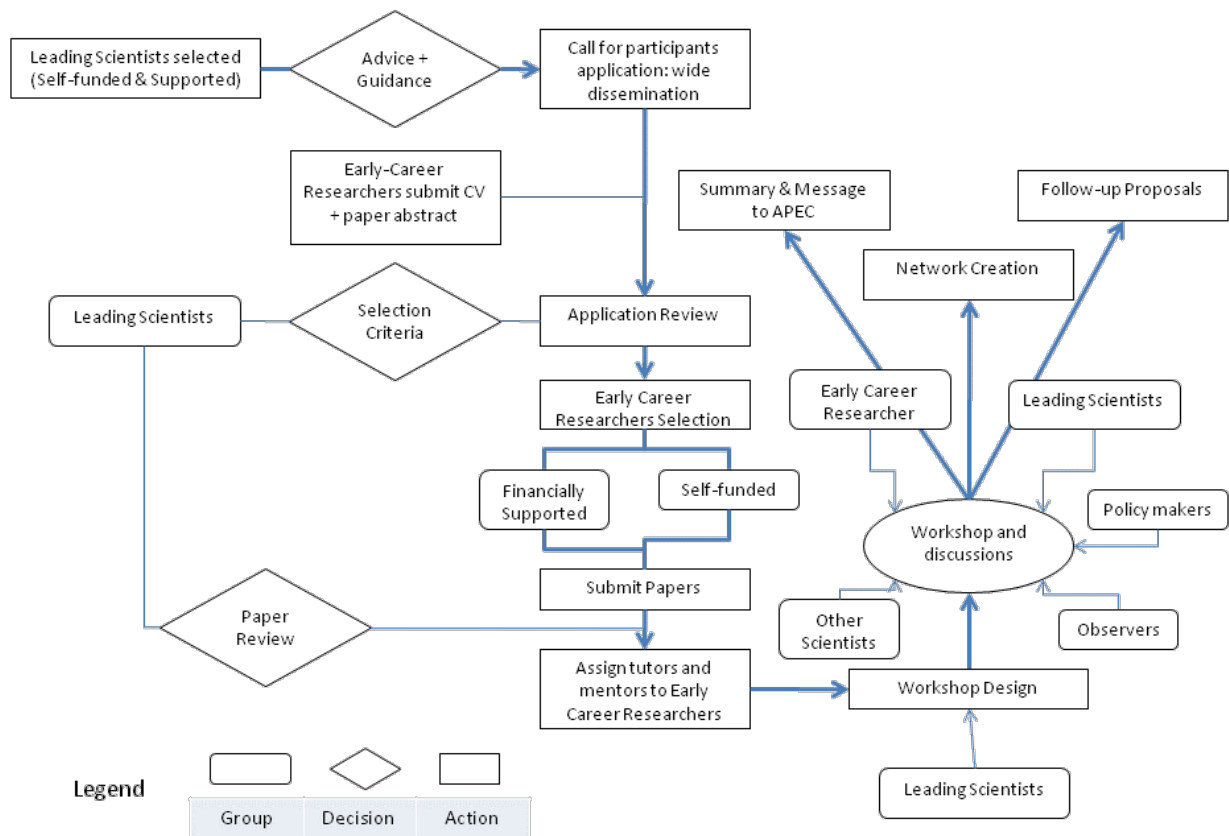 Leading Scientists selected
(Self-funded & Supported)
Advice +
Guidance
Call for participants
application: wide
dissemination
Early-Career
Researchers submit CV
+ paper abstract
Summary & Message
to APEC
Follow-up Proposals
Network Creation
Leading Scientists
Selection
Criteria
Application Review
Early Career
Researchers Selection
Early Career
Researcher
Leading Scientists
Financially
Supported
Self-funded
Policy makers
Workshop and
discussions
Submit Papers
Other
Scientists
Observers
Paper
Review
Assign tutors and
mentors to Early
Career Researchers
Workshop Design
Leading Scientists
Legend
Group
Decision
Action